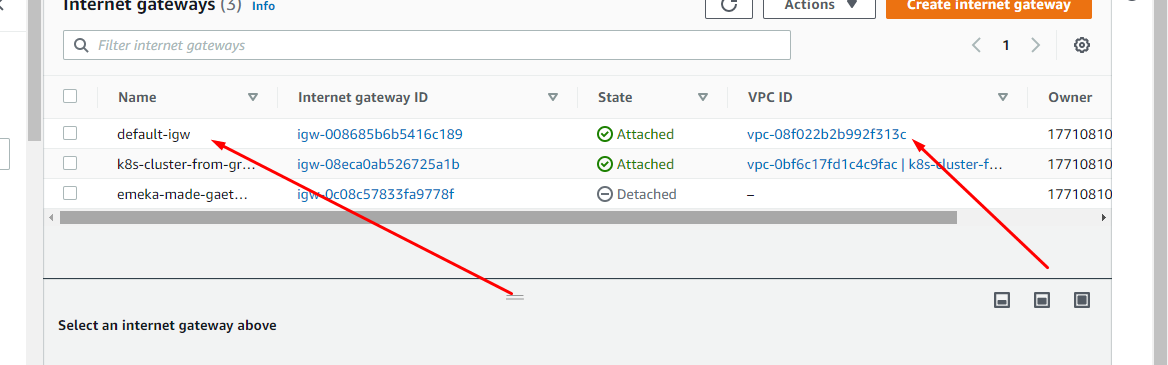 Internet gateways (3) Info
Actions
Create internet gateway
Filter internet gateways
1
Name Internet gateway ID State VPC ID Owner
default-igw igw-008685b6b5416c189 Attached vpc-08f022b2b992f313c 17710810
k8s-cluster-from-gr... igw-08eca0ab526725a1b Attached vpc-0bf6c17fd1c4c9fac | k8s-cluster-f... 17710810
emeka-made-gaet... igw-0c08c57833fa9778f Detached – 17710810
Select an internet gateway above